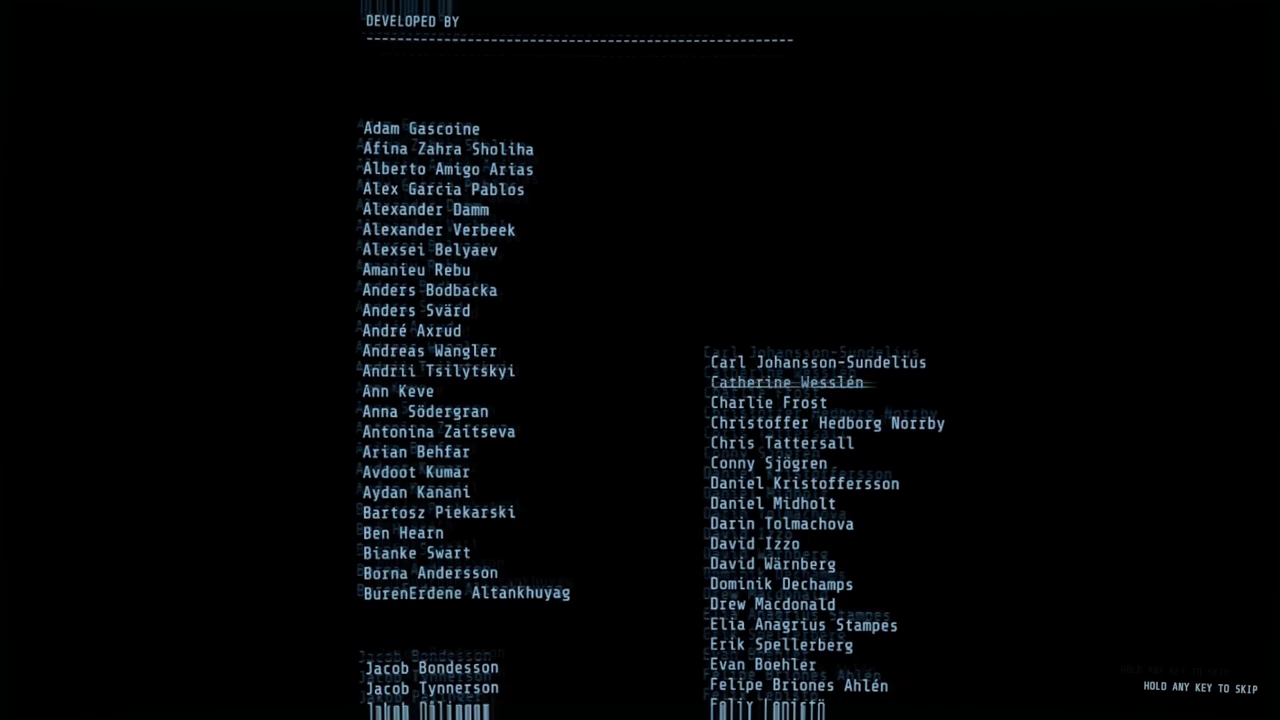 DEVELOPED BY
Adam Gascoine
Afina Zahra Sholiha
Alberto Amigo Arias
Alex Garcia Pablos
Alexander Damm
Alexander Verbeek
Alexsei Belyaev
Amanieu Rebu
Anders Bodbacka
Anders Svärd
André Axrud
Andreas Wangler
Andrii Tsilytskyi
Ann Keve
Anna Södergran
Antonina Zaitseva
Arian Behfar
Avdoot Kumar
Aydan Kanani
Bartosz Piekarski
Ben Hearn
Bianke Swart
Borna Andersson
BurenErdene Altankhuyag
Jacob Bondesson
Jacob Tynnerson
Carl Johansson-Sundelius
Catherine Wesslén
Charlie Frost
Christoffer Hedborg Norrby
Chris Tattersall
Conny Sjögren
Daniel Kristoffersson
Daniel Midholt
Darin Tolmachova
David Izzo
David Wärnberg
Dominik Dechamps
Drew Macdonald
Elia Anagrius Stampes
Erik Spellerberg
Evan Boehler
Felipe Briones Ahlén
HOLD ANY KEY TO SKIP